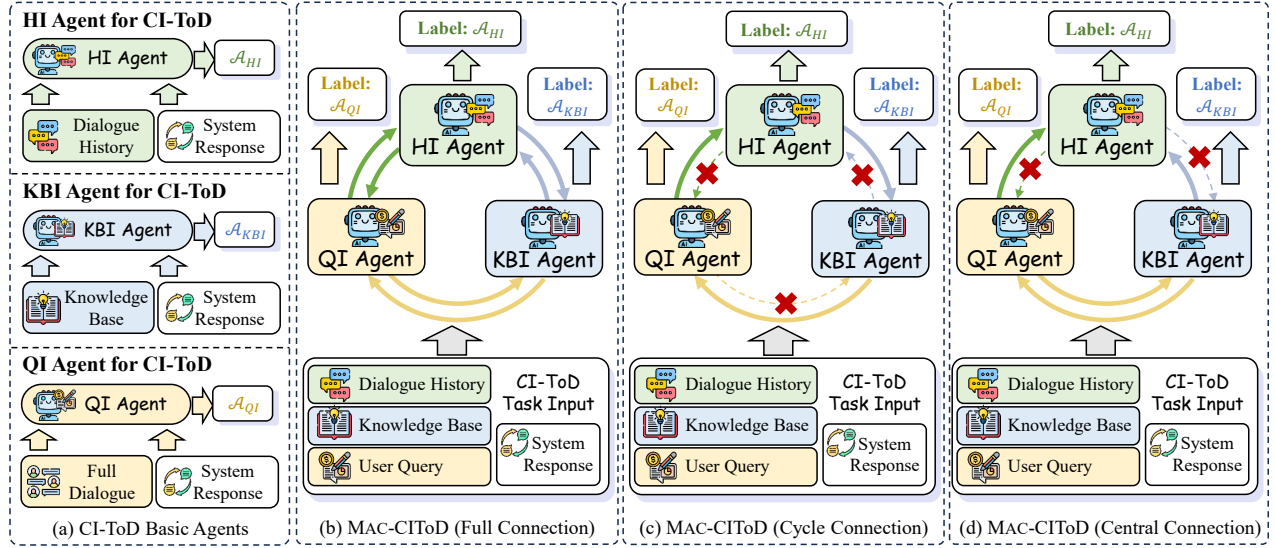 HI Agent for CI-ToD
HI Agent
𝒜HI
Dialogue
History
System
Response
KBI Agent for CI-ToD
KBI Agent
𝒜KBI
Knowledge
Base
System
Response
QI Agent for CI-ToD
QI Agent
𝒜QI
Full
Dialogue
System
Response
(a) CI-ToD Basic Agents
Label: 𝒜HI
Label:
𝒜QI
Label:
𝒜KBI
HI Agent
QI Agent
KBI Agent
Dialogue History
Knowledge Base
User Query
CI-ToD
Task Input
System
Response
(b) MAC-CIToD (Full Connection)
Label: 𝒜HI
Label:
𝒜QI
Label:
𝒜KBI
HI Agent
QI Agent
KBI Agent
Dialogue History
Knowledge Base
User Query
CI-ToD
Task Input
System
Response
(c) MAC-CIToD (Cycle Connection)
Label: 𝒜HI
Label:
𝒜QI
Label:
𝒜KBI
HI Agent
QI Agent
KBI Agent
Dialogue History
Knowledge Base
User Query
CI-ToD
Task Input
System
Response
(d) MAC-CIToD (Central Connection)